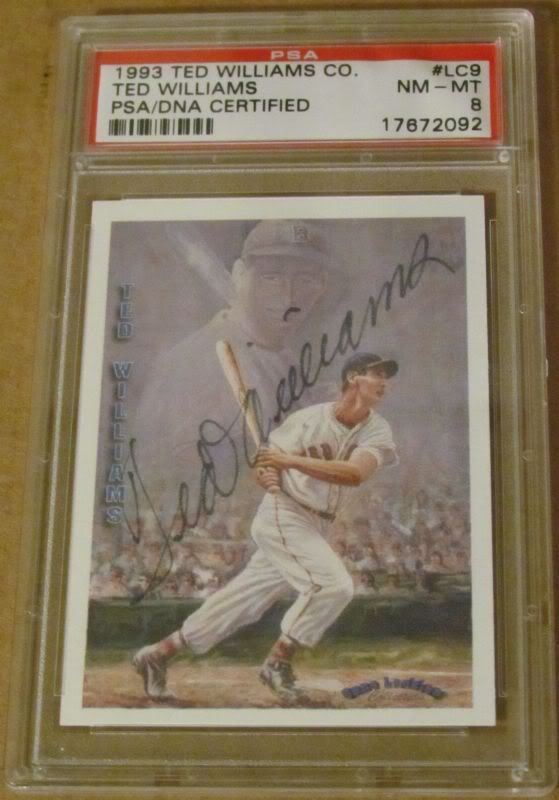 PSA
1993 TED WILLIAMS CO. #LC9
TED WILLIAMS NM - MT
PSA/DNA CERTIFIED 8
17672092
TED WILLIAMS
Ted Williams
B